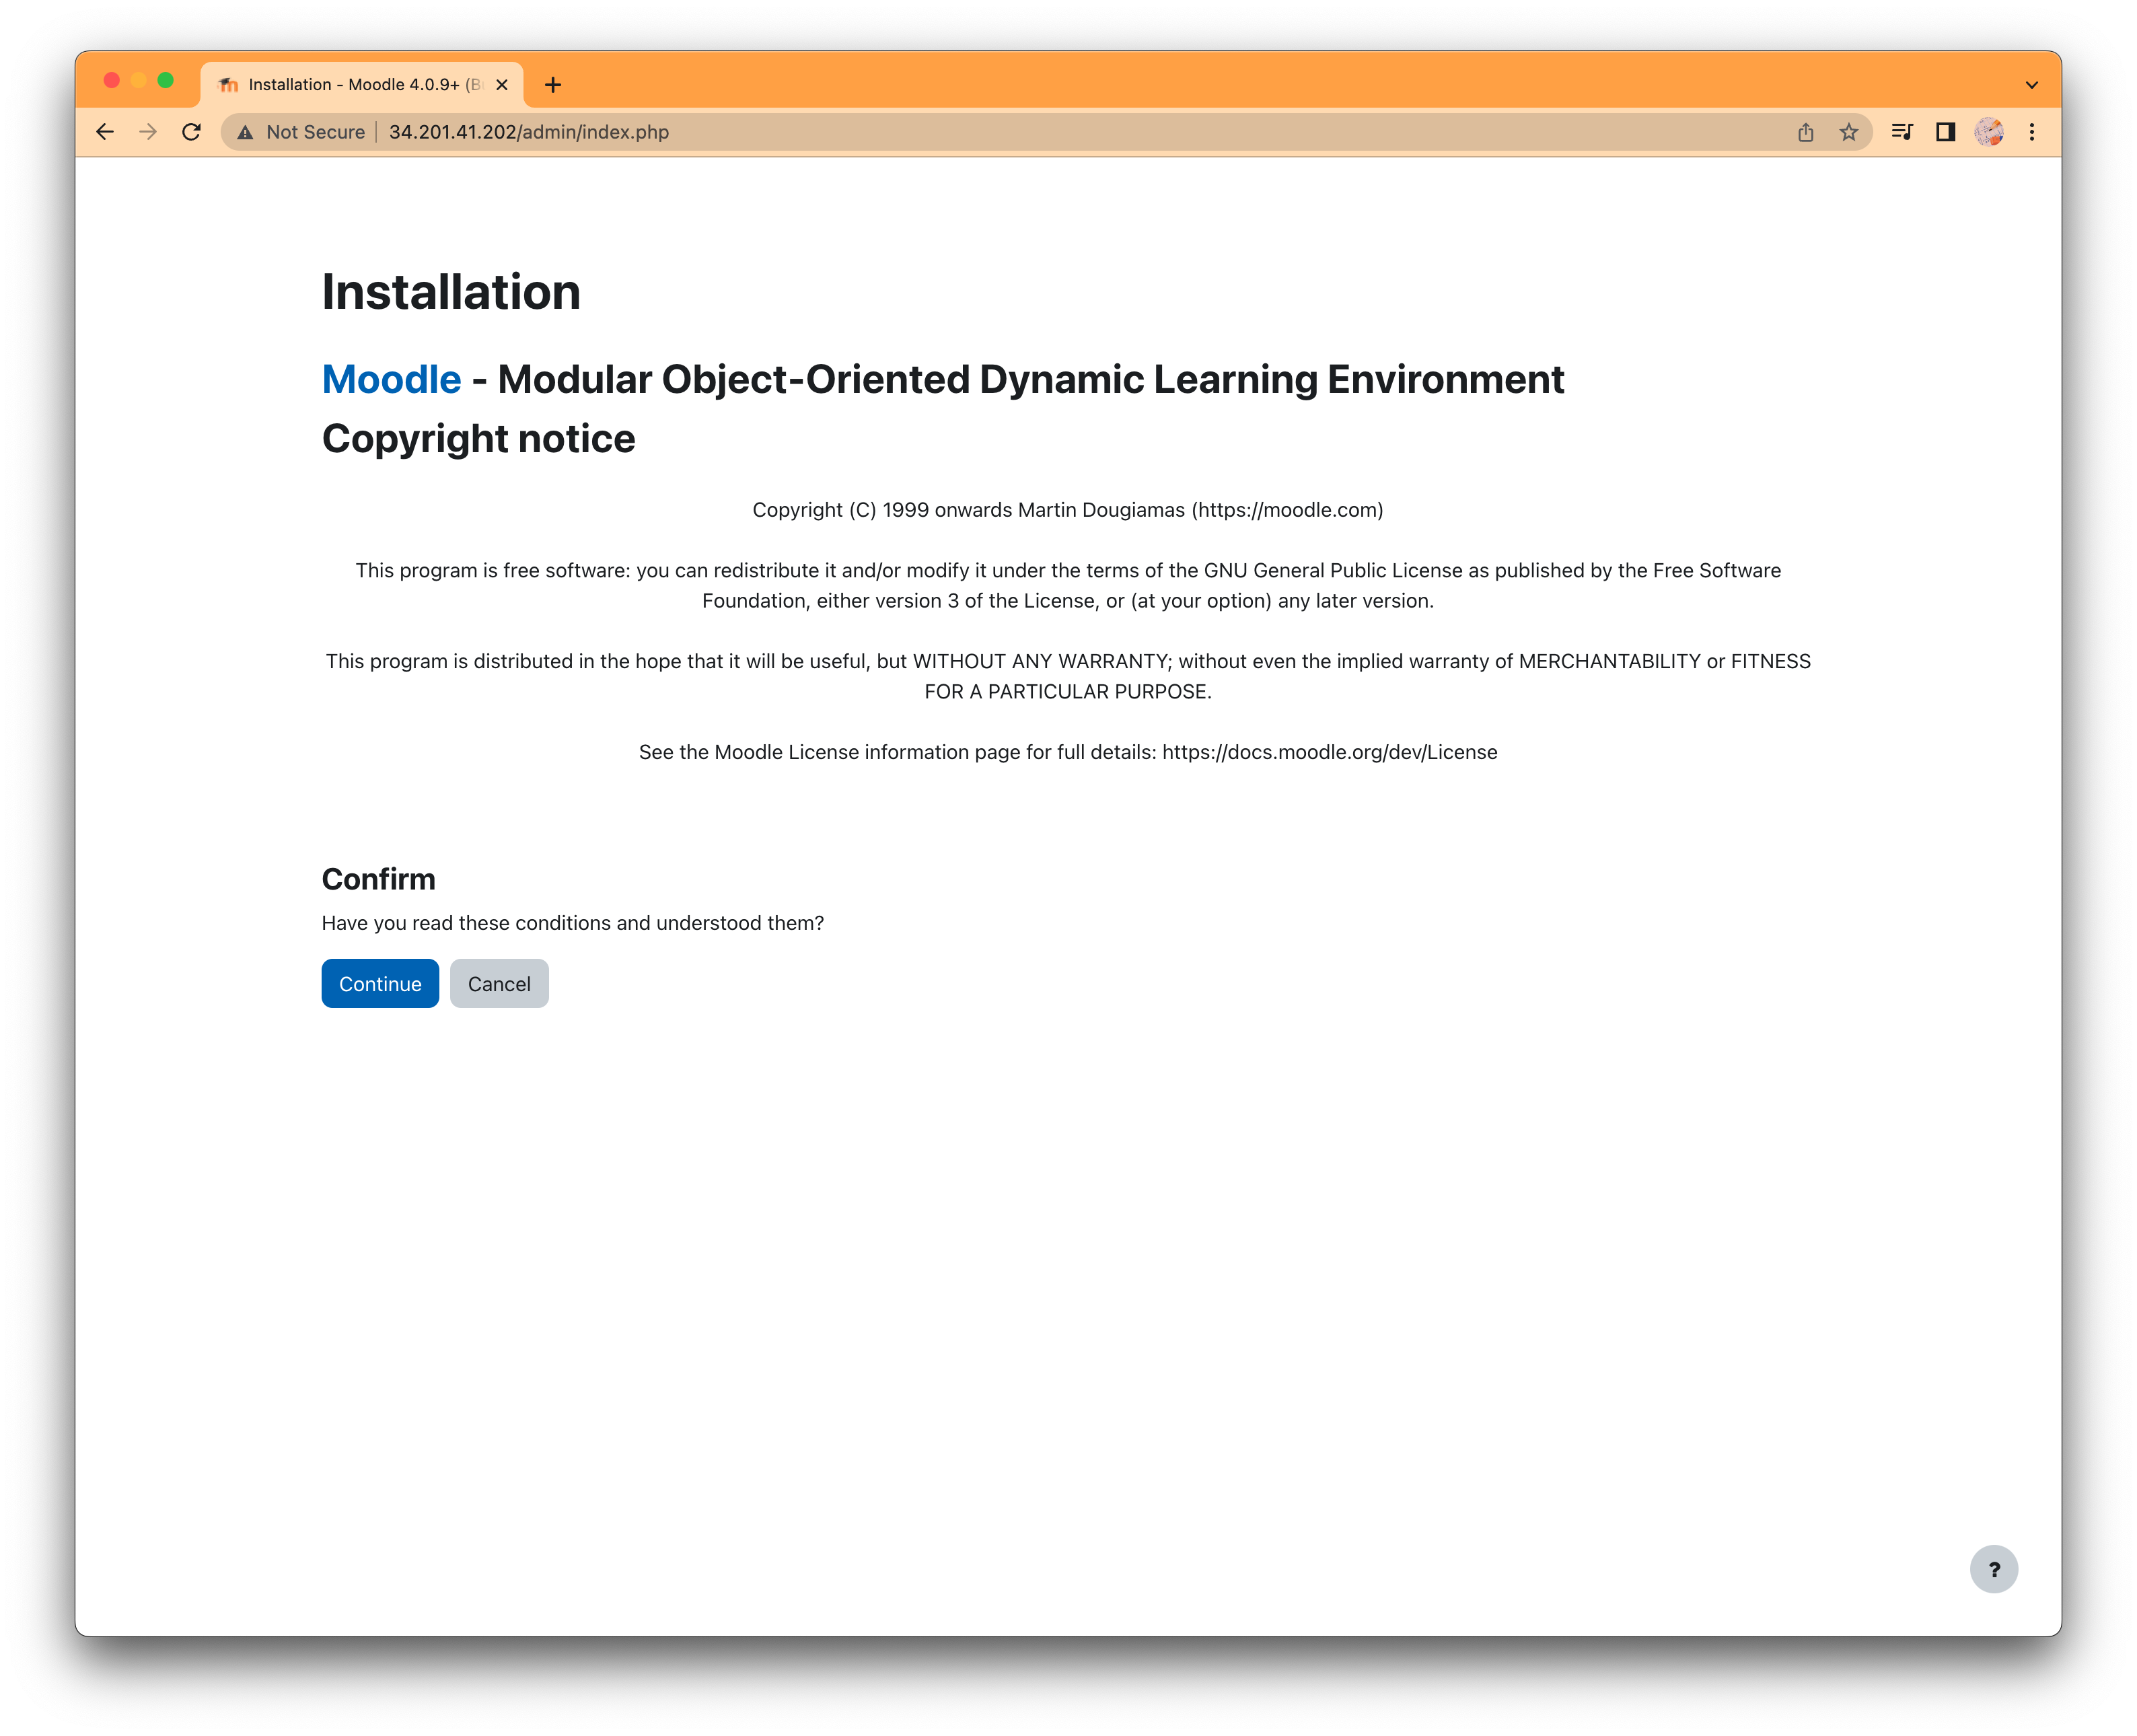 Installation - Moodle 4.0.9+ (B
Not Secure 34.201.41.202/admin/index.php
Installation
Moodle - Modular Object-Oriented Dynamic Learning Environment
Copyright notice
Copyright (C) 1999 onwards Martin Dougiamas (https://moodle.com)
This program is free software: you can redistribute it and/or modify it under the terms of the GNU General Public License as published by the Free Software
Foundation, either version 3 of the License, or (at your option) any later version.
This program is distributed in the hope that it will be useful, but WITHOUT ANY WARRANTY; without even the implied warranty of MERCHANTABILITY or FITNESS
FOR A PARTICULAR PURPOSE.
See the Moodle License information page for full details: https://docs.moodle.org/dev/License
Confirm
Have you read these conditions and understood them?
Continue Cancel
?